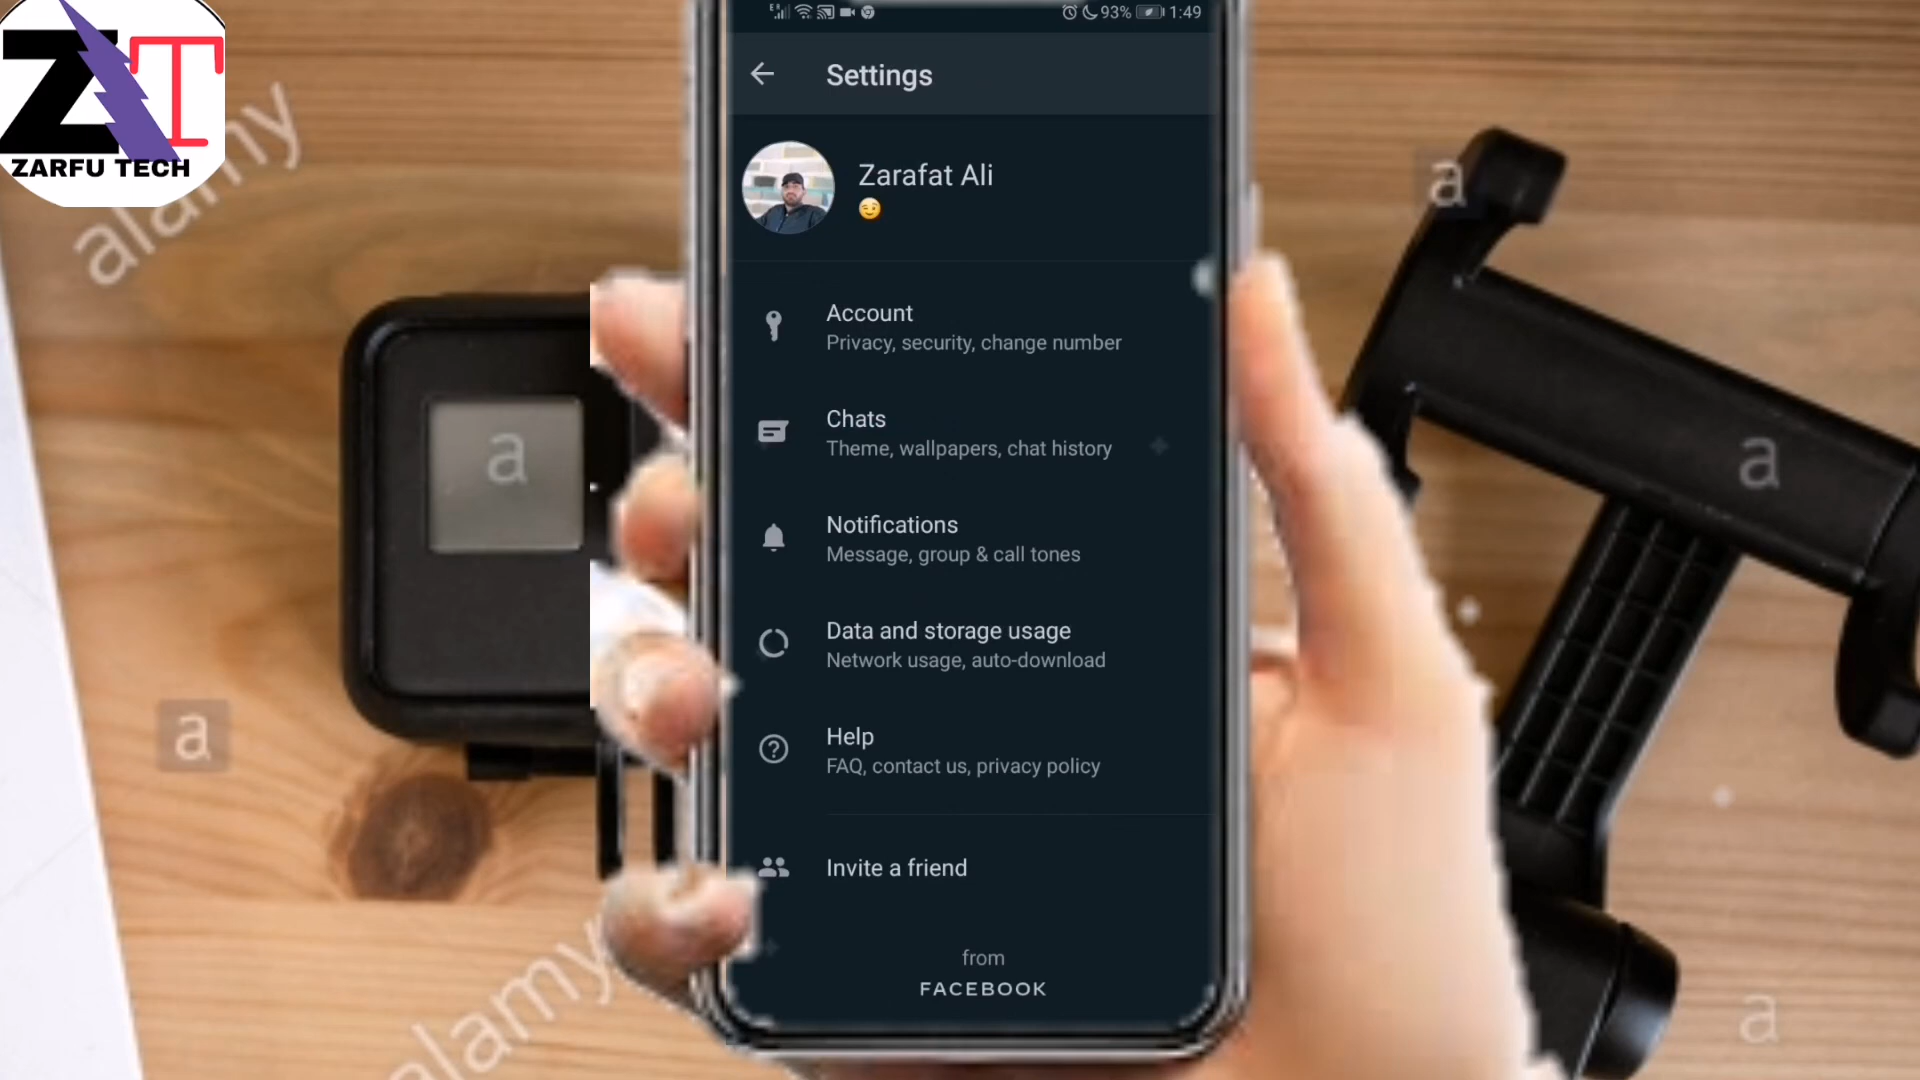 ZT
ZARFU TECH
alamy
93% 1:49
Settings
Zarafat Ali
😉
Account
Privacy, security, change number
Chats
Theme, wallpapers, chat history
Notifications
Message, group & call tones
Data and storage usage
Network usage, auto-download
Help
FAQ, contact us, privacy policy
Invite a friend
from
FACEBOOK
a
a
a
a
a
alamy